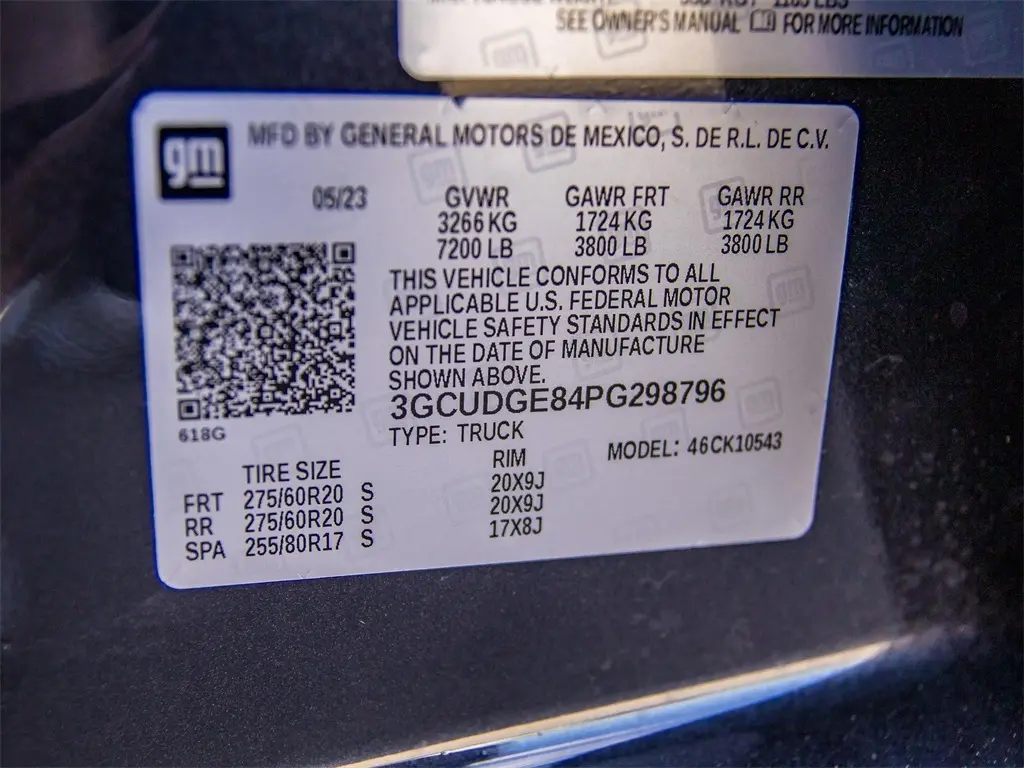 SEE OWNER'S MANUAL FOR MORE INFORMATION
gm MFD BY GENERAL MOTORS DE MEXICO, S. DE R.L. DE C.V.
05/23 GVWR GAWR FRT GAWR RR
3266 KG 1724 KG 1724 KG
7200 LB 3800 LB 3800 LB
THIS VEHICLE CONFORMS TO ALL
APPLICABLE U.S. FEDERAL MOTOR
VEHICLE SAFETY STANDARDS IN EFFECT
ON THE DATE OF MANUFACTURE
SHOWN ABOVE.
3GCUDGE84PG298796
618G
TYPE: TRUCK MODEL: 46CK10543
TIRE SIZE RIM
FRT 275/60R20 S 20X9J
RR 275/60R20 S 20X9J
SPA 255/80R17 S 17X8J